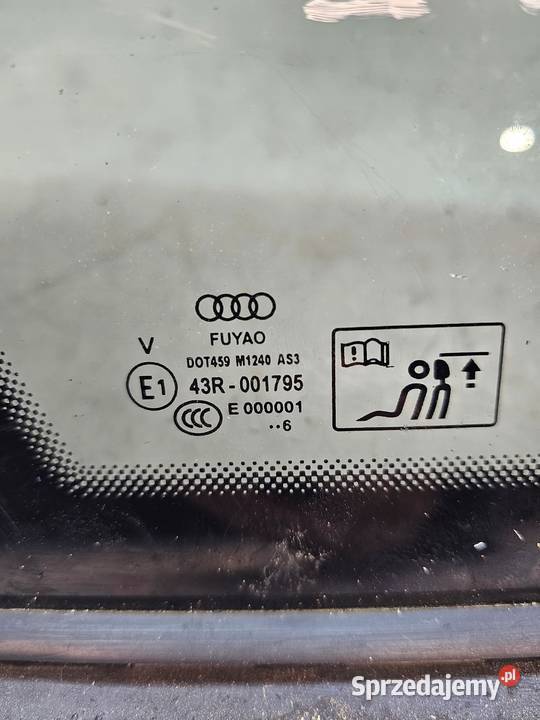 FUYAO
V
DOT459 M1240 AS3
E1 43R-001795
CCC E 000001
··6
Sprzedajemy.pl